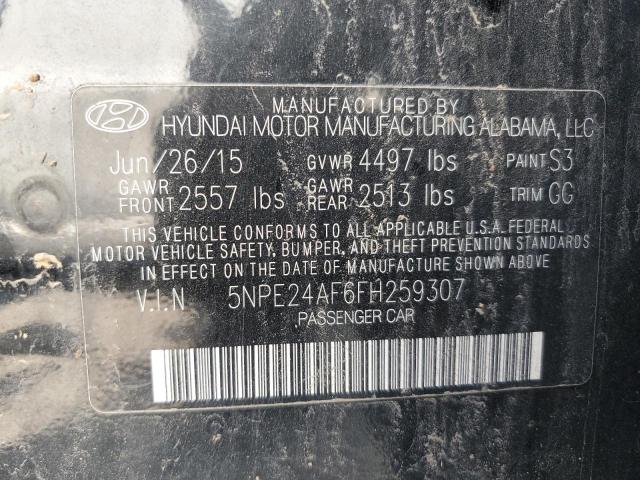 MANUFACTURED BY
HYUNDAI MOTOR MANUFACTURING ALABAMA, LLC
Jun/26/15 GVWR 4497 lbs PAINT S3
GAWR FRONT 2557 lbs GAWR REAR 2513 lbs TRIM GG
THIS VEHICLE CONFORMS TO ALL APPLICABLE U.S.A. FEDERAL
MOTOR VEHICLE SAFETY, BUMPER, AND THEFT PREVENTION STANDARDS
IN EFFECT ON THE DATE OF MANUFACTURE SHOWN ABOVE.
V.I.N 5NPE24AF6FH259307
PASSENGER CAR